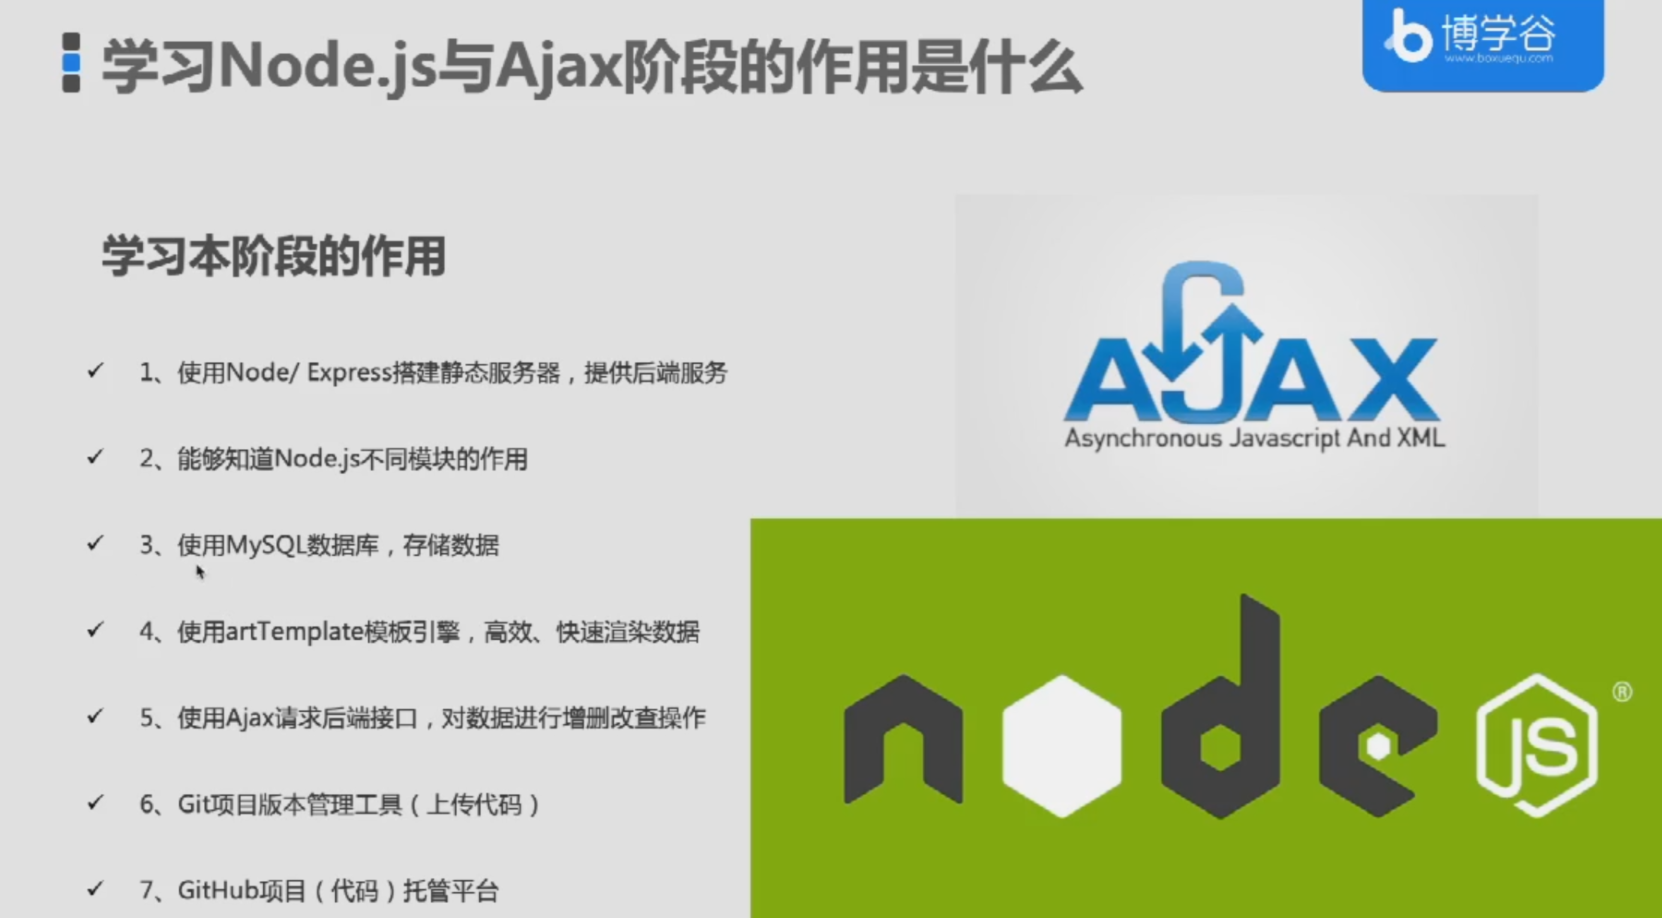 学习Node.js与Ajax阶段的作用是什么
博学谷
www.boxuegu.com
学习本阶段的作用
✓ 1、使用Node/ Express搭建静态服务器，提供后端服务
✓ 2、能够知道Node.js不同模块的作用
✓ 3、使用MySQL数据库，存储数据
✓ 4、使用artTemplate模板引擎，高效、快速渲染数据
✓ 5、使用Ajax请求后端接口，对数据进行增删改查操作
✓ 6、Git项目版本管理工具（上传代码）
✓ 7、GitHub项目（代码）托管平台
AJAX
Asynchronous Javascript And XML
node JS ®